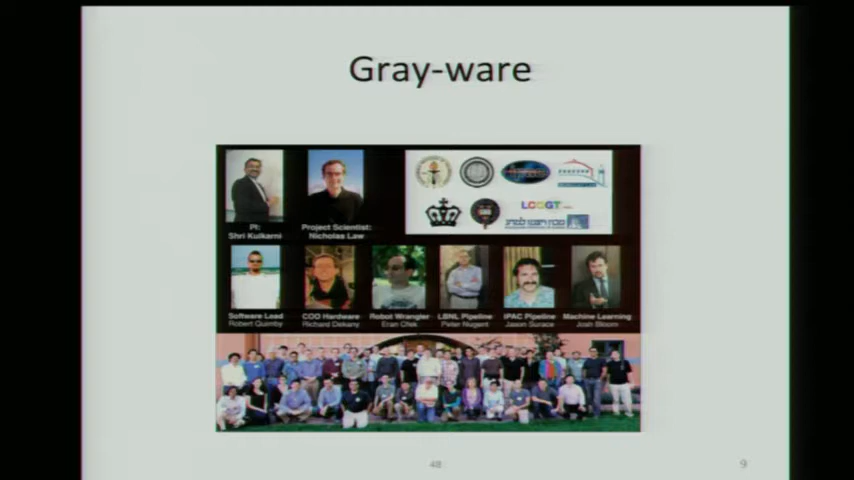 Gray-ware
PI:
Shri Kulkarni
Project Scientist:
Nicholas Law
LCOGT
Software Lead
Robert Quimby
COO Hardware
Richard Dekany
Robot Wrangler
Eran Ofek
LBNL Pipeline
Peter Nugent
IPAC Pipeline
Jason Surace
Machine Learning
Josh Bloom
48
9